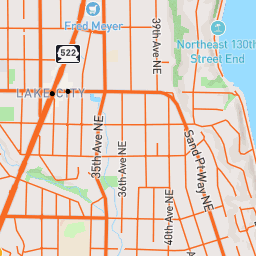 Fred Meyer
39th Ave NE
Northeast 130th
Street End
522
LAKE CITY
35th Ave NE
36th Ave NE
Sand Pt Way NE
40th Ave NE